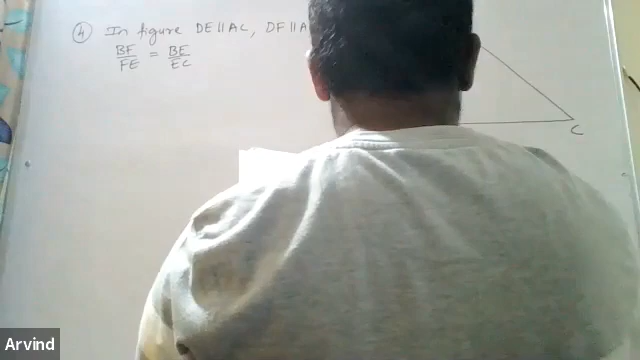 4 In figure DE||AC, DF||A
BF/FE = BE/EC
C
Arvind